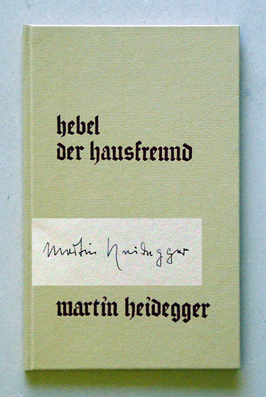 hebel
der hausfreund
Martin Heidegger
martin heidegger